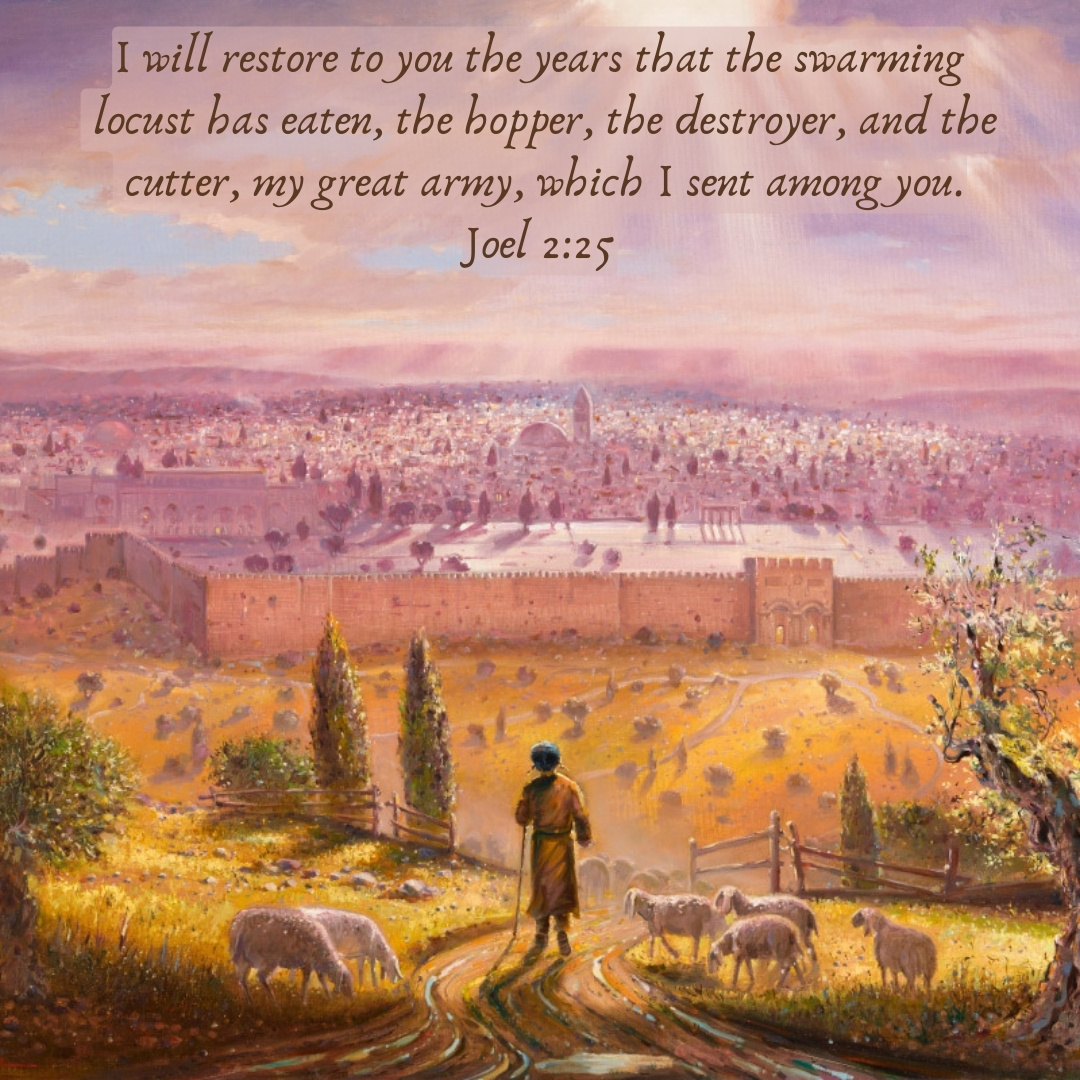 I will restore to you the years that the swarming
locust has eaten, the hopper, the destroyer, and the
cutter, my great army, which I sent among you.
Joel 2:25